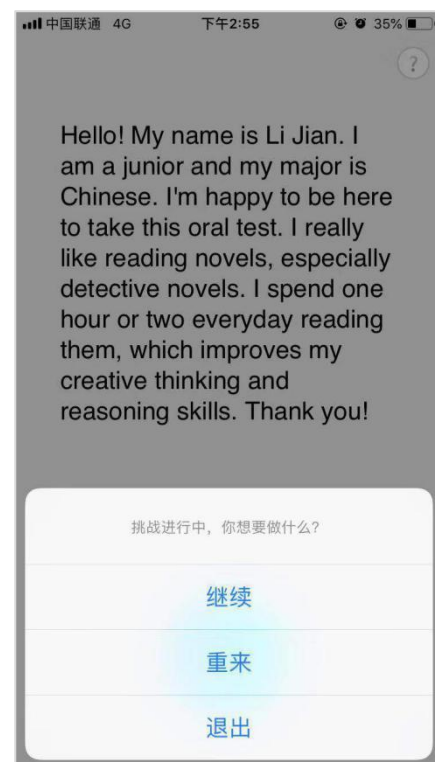 中国联通 4G 下午2:55 35%
?
Hello! My name is Li Jian. I
am a junior and my major is
Chinese. I'm happy to be here
to take this oral test. I really
like reading novels, especially
detective novels. I spend one
hour or two everyday reading
them, which improves my
creative thinking and
reasoning skills. Thank you!
挑战进行中，你想要做什么?
继续
重来
退出